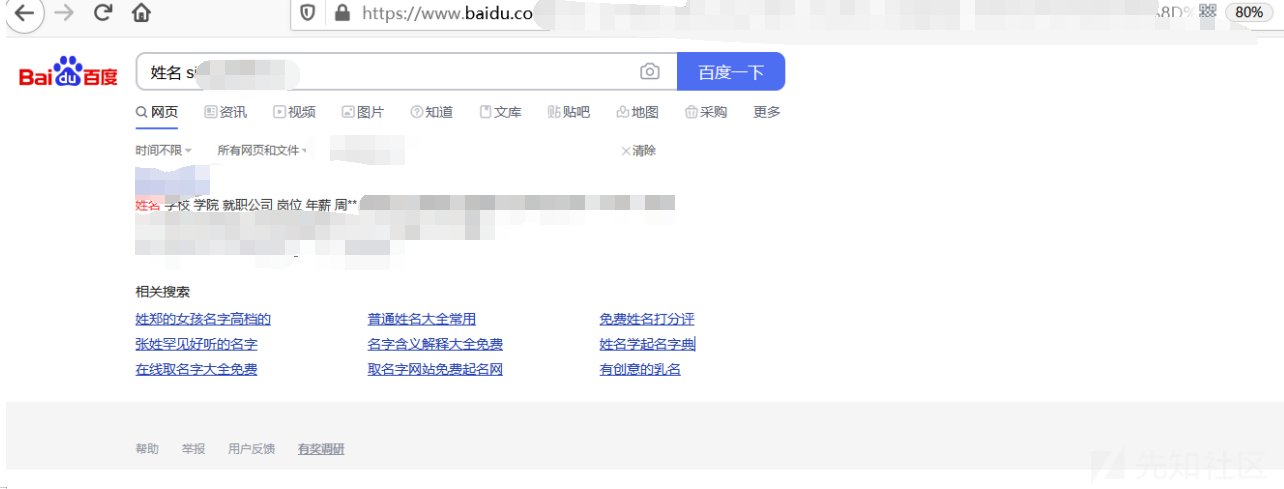 https://www.baidu.co
80%
Bai du 百度
姓名 s
百度一下
网页 资讯 视频 图片 知道 文库 贴吧 地图 采购 更多
时间不限 所有网页和文件 清除
姓名 学校 学院 就职公司 岗位 年薪 周**
相关搜索
姓郑的女孩名字高档的 普通姓名大全常用 免费姓名打分评
张姓罕见好听的名字 名字含义解释大全免费 姓名学起名字典
在线取名字大全免费 取名字网站免费起名网 有创意的乳名
帮助 举报 用户反馈 有奖调研
先知社区